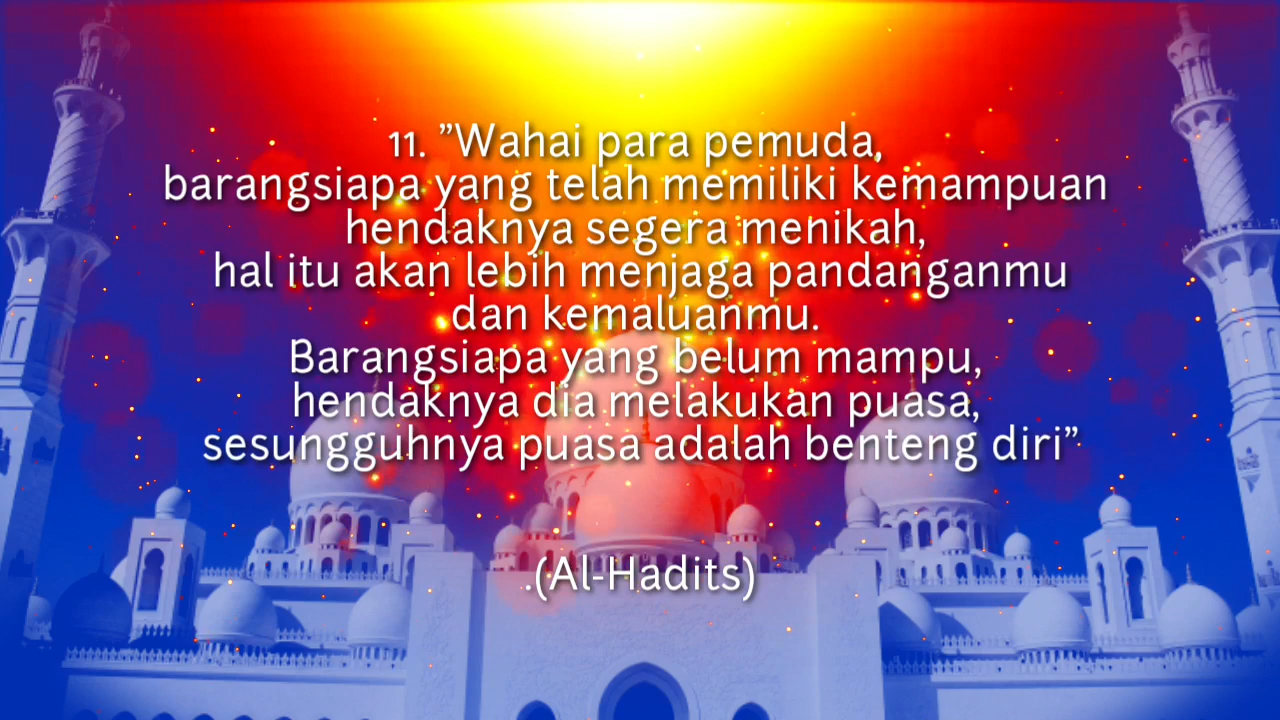 11. ”Wahai para pemuda,
barangsiapa yang telah memiliki kemampuan
hendaknya segera menikah,
hal itu akan lebih menjaga pandanganmu
dan kemaluanmu.
Barangsiapa yang belum mampu,
hendaknya dia melakukan puasa,
sesungguhnya puasa adalah benteng diri”
.(Al-Hadits)